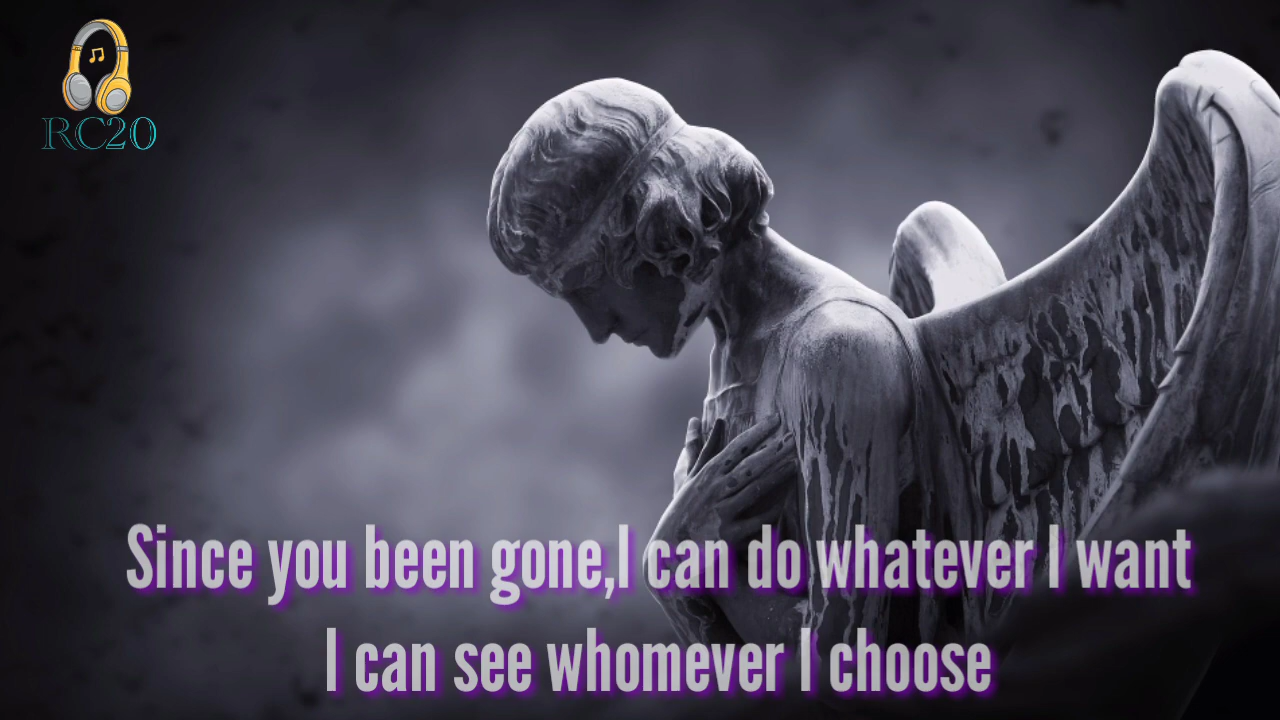 RC20
Since you been gone,I can do whatever I want
I can see whomever I choose